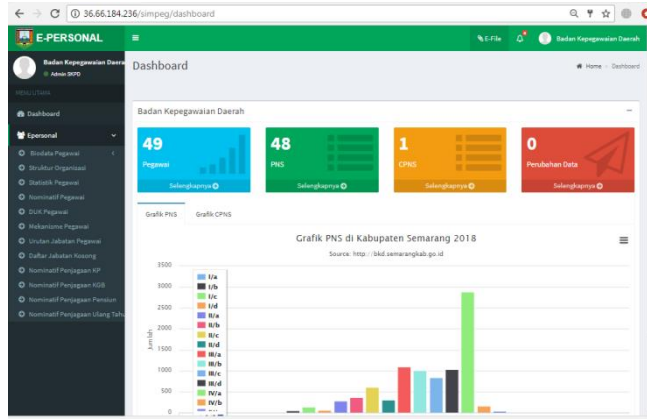 36.66.184.236/simpeg/dashboard
E-PERSONAL
E-File
Badan Kepegawaian Daerah
Badan Kepegawaian Daera
Admin SKPD
MENU UTAMA
Dashboard
Home > Dashboard
Dashboard
Epersonal
Biodata Pegawai
Struktur Organisasi
Statistik Pegawai
Nominatif Pegawai
DUK Pegawai
Mekanisme Pegawai
Urutan Jabatan Pegawai
Daftar Jabatan Kosong
Nominatif Penjagaan KP
Nominatif Penjagaan KGB
Nominatif Penjagaan Pensiun
Nominatif Penjagaan Ulang Tahu
Badan Kepegawaian Daerah
49
Pegawai
Selengkapnya
48
PNS
Selengkapnya
1
CPNS
Selengkapnya
0
Perubahan Data
Selengkapnya
Grafik PNS
Grafik CPNS
Grafik PNS di Kabupaten Semarang 2018
Source: http://bkd.semarangkab.go.id
Jumlah
3500
3000
2500
2000
1500
1000
500
0
I/a
I/b
I/c
I/d
II/a
II/b
II/c
II/d
III/a
III/b
III/c
III/d
IV/a
IV/b